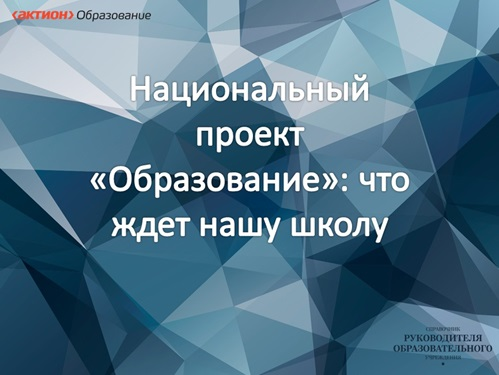 ‹актион› Образование
Национальный
проект
«Образование»: что
ждет нашу школу
СПРАВОЧНИК
РУКОВОДИТЕЛЯ
ОБРАЗОВАТЕЛЬНОГО
УЧРЕЖДЕНИЯ